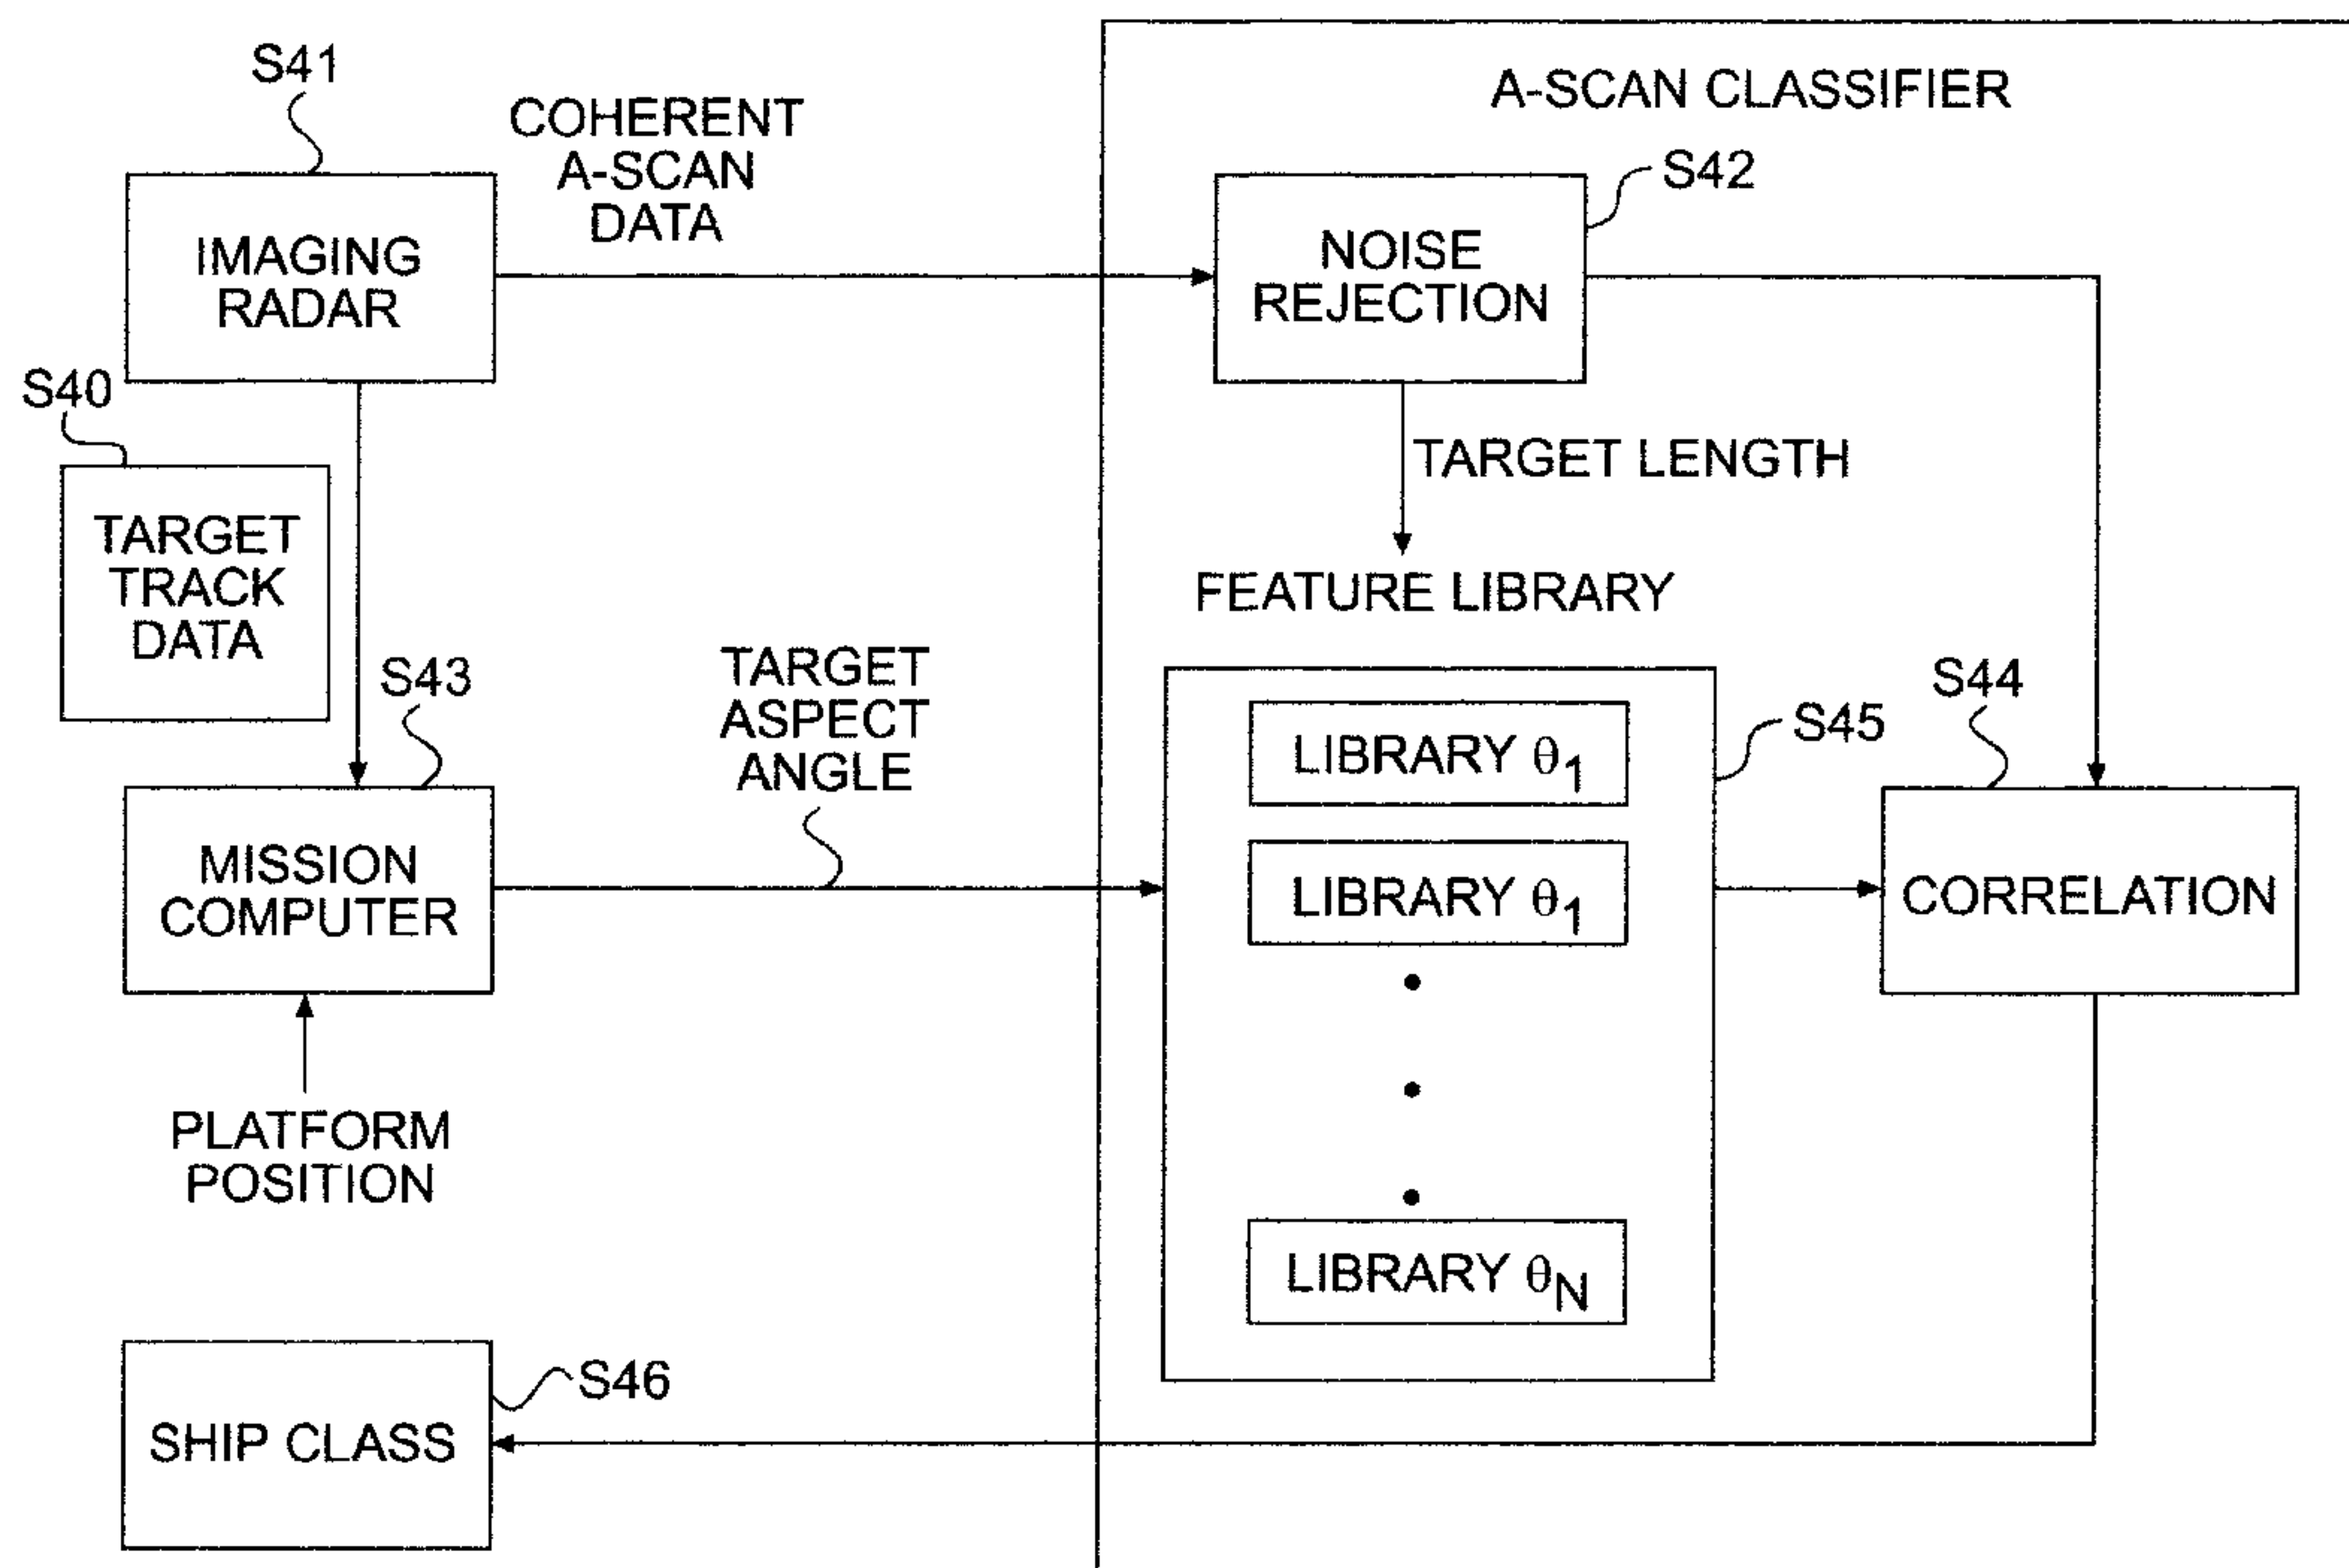 S41
COHERENT
A-SCAN
DATA
A-SCAN CLASSIFIER
IMAGING
RADAR
S42
NOISE
REJECTION
S40
TARGET
TRACK
DATA
TARGET LENGTH
FEATURE LIBRARY
S43
TARGET
ASPECT
ANGLE
S44
S45
LIBRARY θ1
LIBRARY θ1
LIBRARY θN
MISSION
COMPUTER
CORRELATION
PLATFORM
POSITION
S46
SHIP CLASS